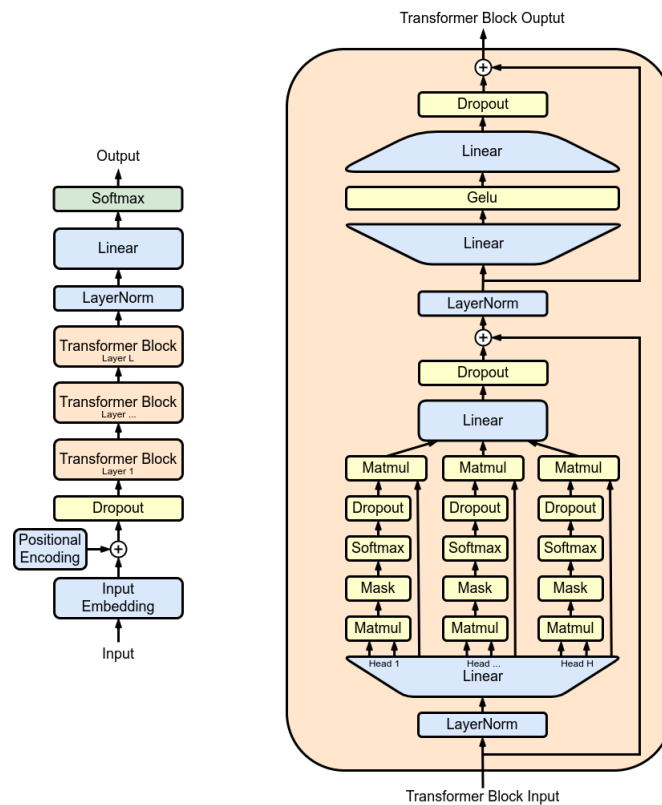 Output
Softmax
Linear
LayerNorm
Transformer Block
Layer L
Transformer Block
Layer ...
Transformer Block
Layer 1
Dropout
Positional
Encoding
+
Input
Embedding
Input
Transformer Block Ouptut
+
Dropout
Linear
Gelu
Linear
LayerNorm
+
Dropout
Linear
Matmul Matmul Matmul
Dropout Dropout Dropout
Softmax Softmax Softmax
Mask Mask Mask
Matmul Matmul Matmul
Head 1 Head ... Head H
Linear
LayerNorm
Transformer Block Input